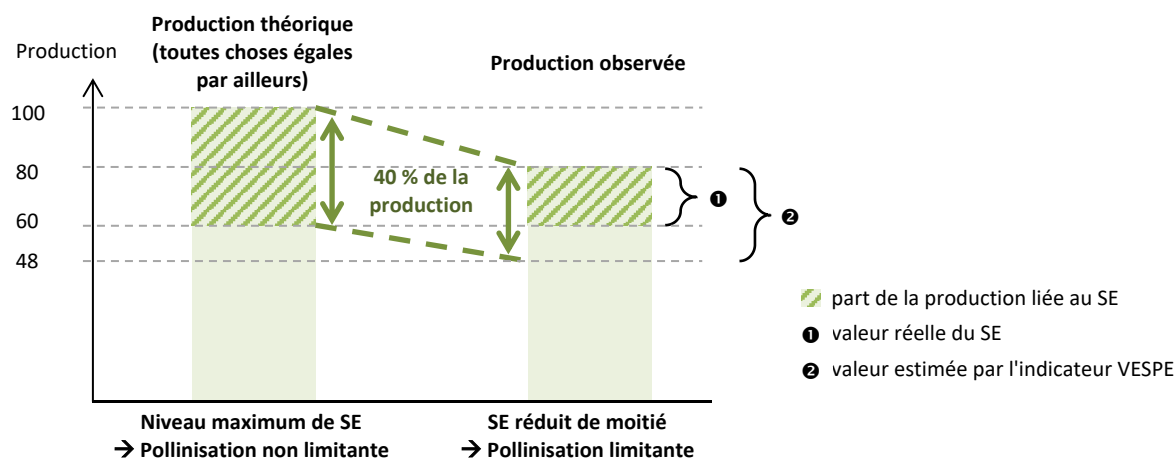 Production théorique
(toutes choses égales
par ailleurs)
Production
Production observée
100
80
60
48
40 % de la
production
❶
❷
part de la production liée au SE
❶ valeur réelle du SE
❷ valeur estimée par l'indicateur VESPE
Niveau maximum de SE
→ Pollinisation non limitante
SE réduit de moitié
→ Pollinisation limitante